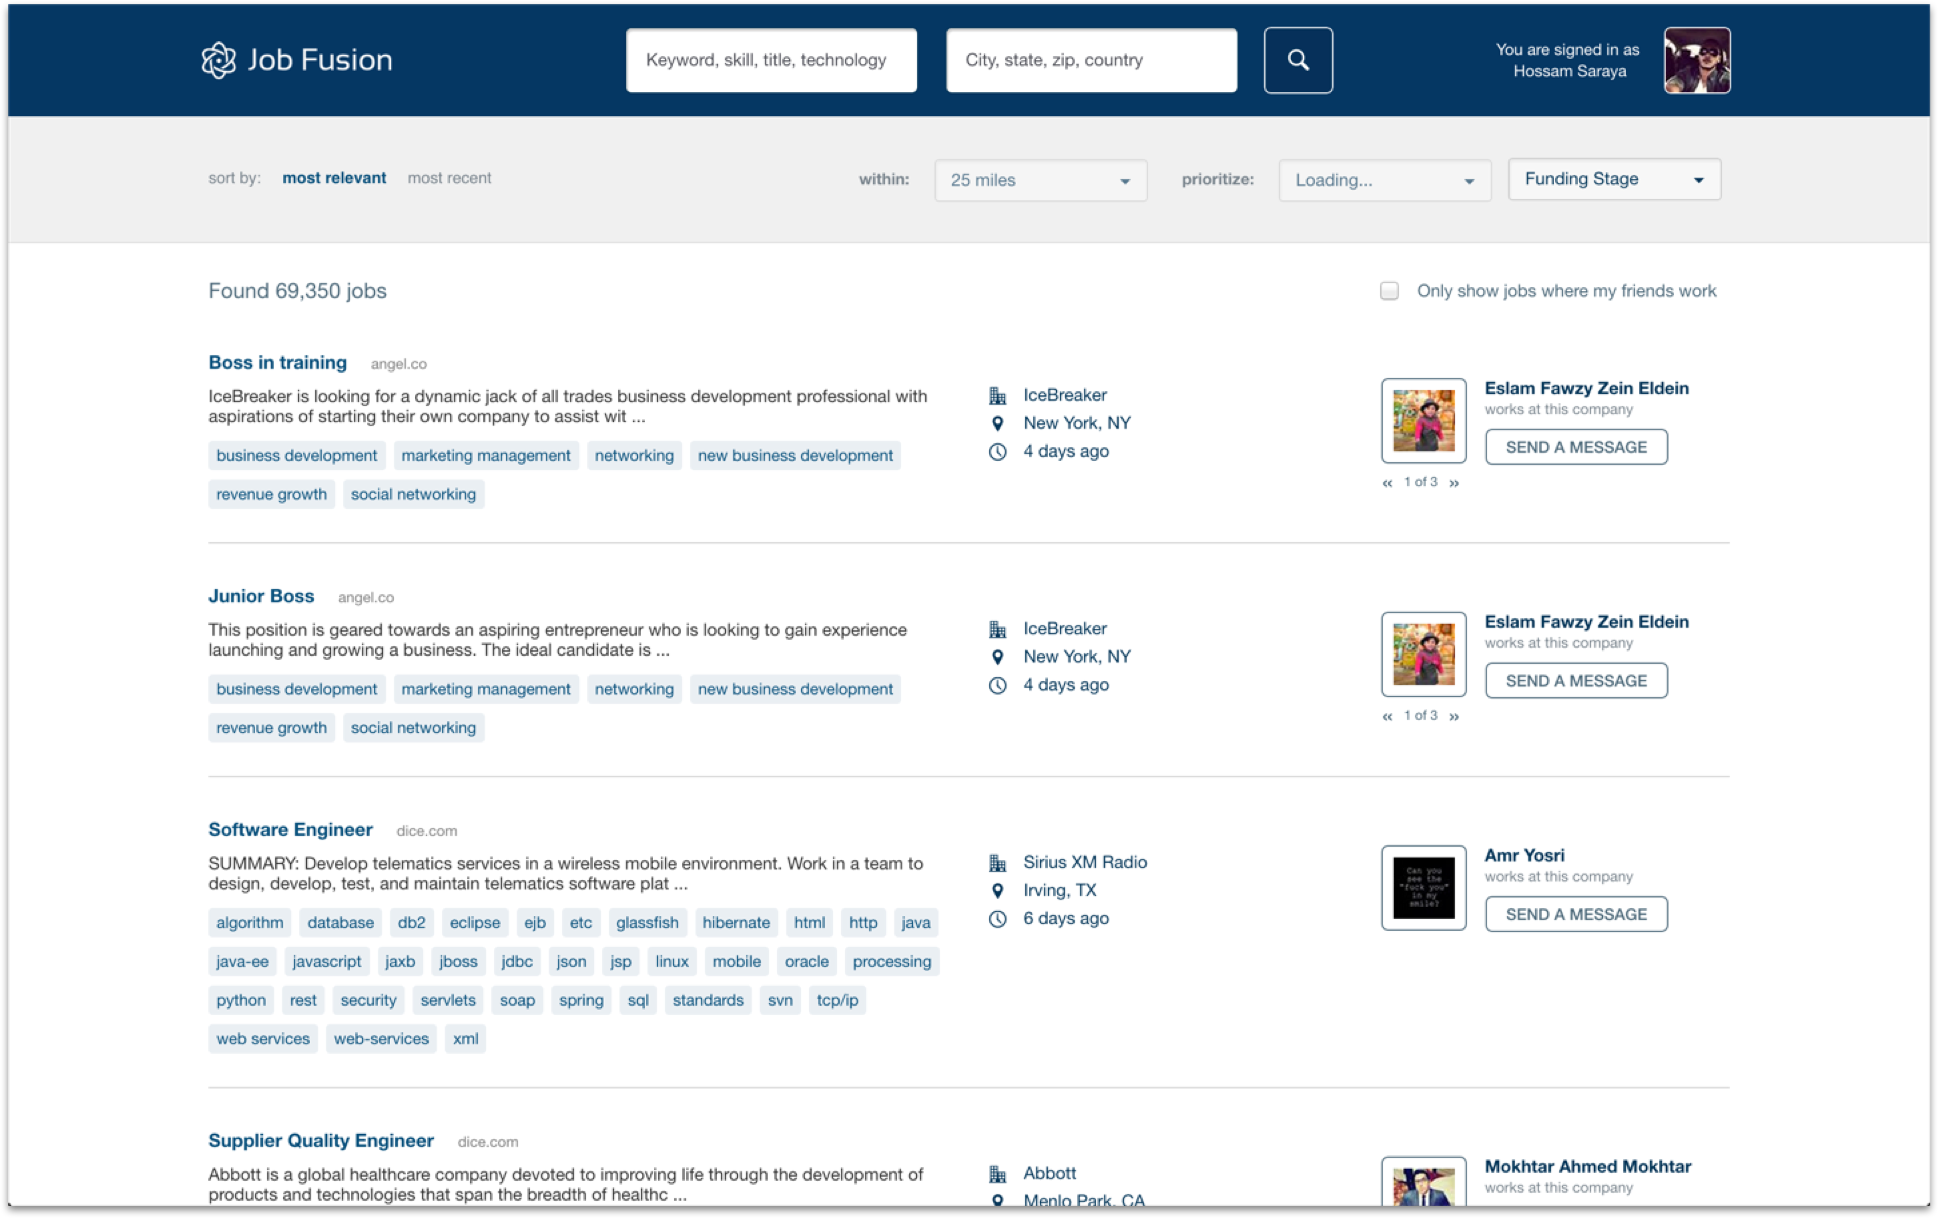 Job Fusion
Keyword, skill, title, technology
City, state, zip, country
You are signed in as
Hossam Saraya
sort by: most relevant most recent
within: 25 miles
prioritize: Loading... Funding Stage
Found 69,350 jobs
Only show jobs where my friends work
Boss in training angel.co
IceBreaker is looking for a dynamic jack of all trades business development professional with
aspirations of starting their own company to assist wit ...
business development marketing management networking new business development
revenue growth social networking
IceBreaker
New York, NY
4 days ago
Eslam Fawzy Zein Eldein
works at this company
SEND A MESSAGE
« 1 of 3 »
Junior Boss angel.co
This position is geared towards an aspiring entrepreneur who is looking to gain experience
launching and growing a business. The ideal candidate is ...
business development marketing management networking new business development
revenue growth social networking
IceBreaker
New York, NY
4 days ago
Eslam Fawzy Zein Eldein
works at this company
SEND A MESSAGE
« 1 of 3 »
Software Engineer dice.com
SUMMARY: Develop telematics services in a wireless mobile environment. Work in a team to
design, develop, test, and maintain telematics software plat ...
algorithm database db2 eclipse ejb etc glassfish hibernate html http java
java-ee javascript jaxb jboss jdbc json jsp linux mobile oracle processing
python rest security servlets soap spring sql standards svn tcp/ip
web services web-services xml
Sirius XM Radio
Irving, TX
6 days ago
Can you
see the
"fuck you"
in my
smile?
Amr Yosri
works at this company
SEND A MESSAGE
Supplier Quality Engineer dice.com
Abbott is a global healthcare company devoted to improving life through the development of
products and technologies that span the breadth of healthc ...
Abbott
Menlo Park, CA
Mokhtar Ahmed Mokhtar
works at this company